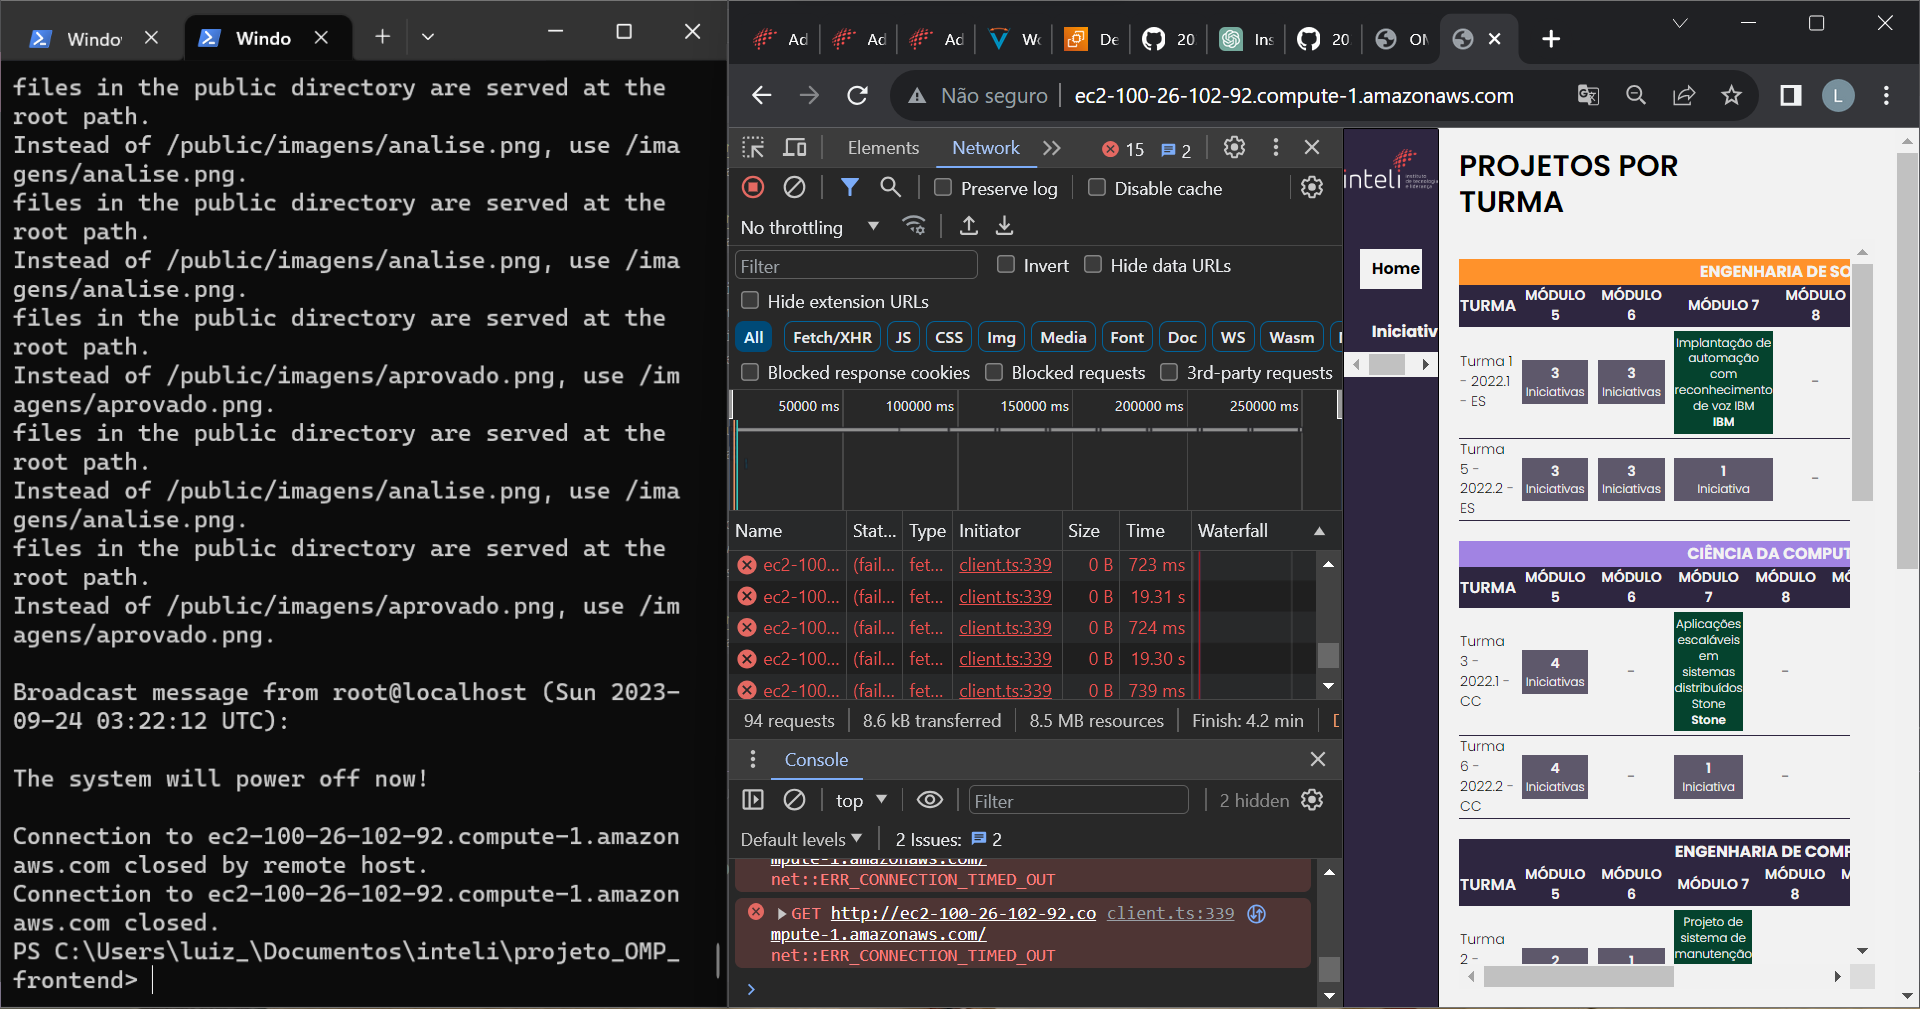 Windo
Windo
files in the public directory are served at the
root path.
Instead of /public/imagens/analise.png, use /ima
gens/analise.png.
files in the public directory are served at the
root path.
Instead of /public/imagens/analise.png, use /ima
gens/analise.png.
files in the public directory are served at the
root path.
Instead of /public/imagens/aprovado.png, use /im
agens/aprovado.png.
files in the public directory are served at the
root path.
Instead of /public/imagens/analise.png, use /ima
gens/analise.png.
files in the public directory are served at the
root path.
Instead of /public/imagens/aprovado.png, use /im
agens/aprovado.png.
Broadcast message from root@localhost (Sun 2023-
09-24 03:22:12 UTC):
The system will power off now!
Connection to ec2-100-26-102-92.compute-1.amazon
aws.com closed by remote host.
Connection to ec2-100-26-102-92.compute-1.amazon
aws.com closed.
PS C:\Users\luiz_\Documentos\inteli\projeto_OMP_
frontend>
Ad
Ad
Ad
Wo
De
20
Ins
20
ON
Não seguro
ec2-100-26-102-92.compute-1.amazonaws.com
L
Elements
Network
15
2
Preserve log
Disable cache
No throttling
Filter
Invert
Hide data URLs
Hide extension URLs
All
Fetch/XHR
JS
CSS
Img
Media
Font
Doc
WS
Wasm
Blocked response cookies
Blocked requests
3rd-party requests
50000 ms
100000 ms
150000 ms
200000 ms
250000 ms
Name Stat... Type Initiator Size Time Waterfall
ec2-100... (fail... fet... client.ts:339 0 B 723 ms
ec2-100... (fail... fet... client.ts:339 0 B 19.31 s
ec2-100... (fail... fet... client.ts:339 0 B 724 ms
ec2-100... (fail... fet... client.ts:339 0 B 19.30 s
ec2-100... (fail... fet... client.ts:339 0 B 739 ms
94 requests
8.6 kB transferred
8.5 MB resources
Finish: 4.2 min
Console
top
Filter
2 hidden
Default levels
2 Issues:
2
mpute-1.amazonaws.com/
net::ERR_CONNECTION_TIMED_OUT
GET http://ec2-100-26-102-92.co client.ts:339
mpute-1.amazonaws.com/
net::ERR_CONNECTION_TIMED_OUT
inteli
Home
Iniciativ
PROJETOS POR
TURMA
ENGENHARIA DE SO
TURMA
MÓDULO
5
MÓDULO
6
MÓDULO 7
MÓDULO
8
Turma 1
- 2022.1
- ES
3
Iniciativas
3
Iniciativas
Implantação de
automação
com
reconhecimento
de voz IBM
IBM
-
Turma
5 -
2022.2 -
ES
3
Iniciativas
3
Iniciativas
1
Iniciativa
-
CIÊNCIA DA COMPUT
TURMA
MÓDULO
5
MÓDULO
6
MÓDULO
7
MÓDULO
8
Turma
3 -
2022.1 -
CC
4
Iniciativas
-
Aplicações
escaláveis
em
sistemas
distribuídos
Stone
Stone
-
Turma
6 -
2022.2 -
CC
4
Iniciativas
-
1
Iniciativa
-
ENGENHARIA DE COMP
TURMA
MÓDULO
5
MÓDULO
6
MÓDULO 7
MÓDULO
8
Turma
2 -
2
1
Projeto de
sistema de
manutenção